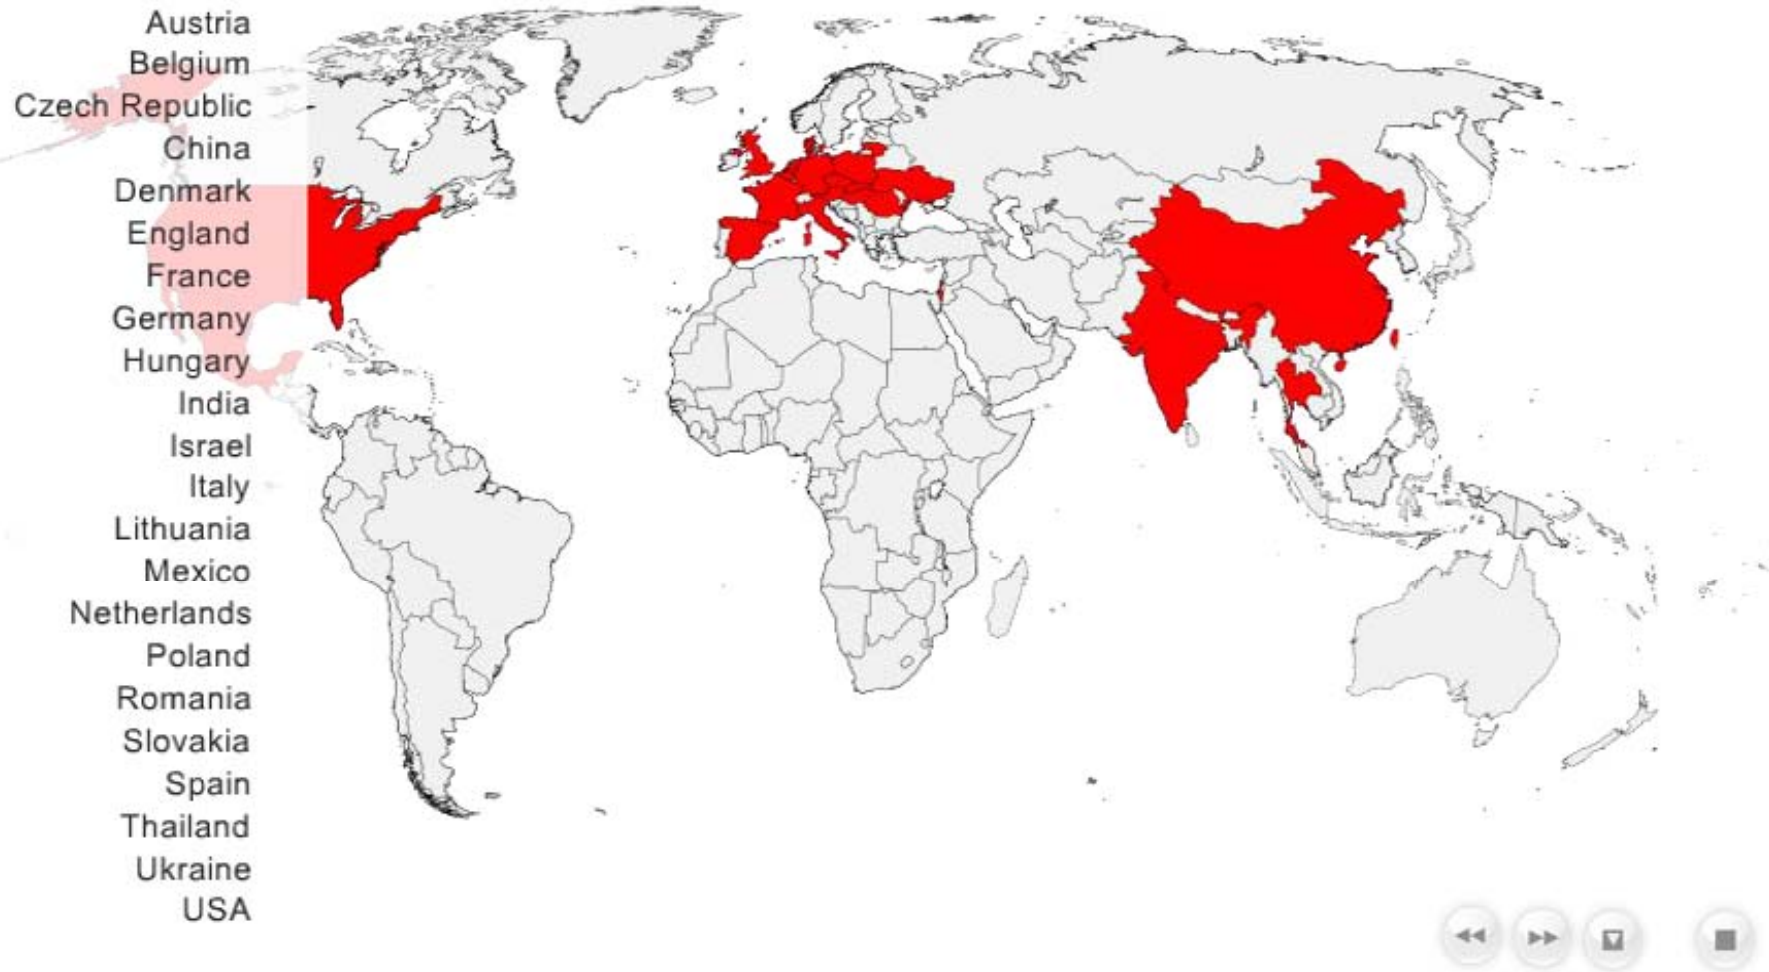 Austria
Belgium
Czech Republic
China
Denmark
England
France
Germany
Hungary
India
Israel
Italy
Lithuania
Mexico
Netherlands
Poland
Romania
Slovakia
Spain
Thailand
Ukraine
USA